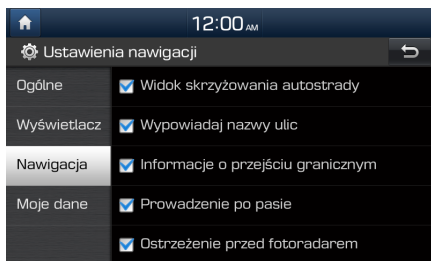 12:00 AM
Ustawienia nawigacji
Ogólne
Widok skrzyżowania autostrady
Wyświetlacz
Wypowiadaj nazwy ulic
Nawigacja
Informacje o przejściu granicznym
Moje dane
Prowadzenie po pasie
Ostrzeżenie przed fotoradarem